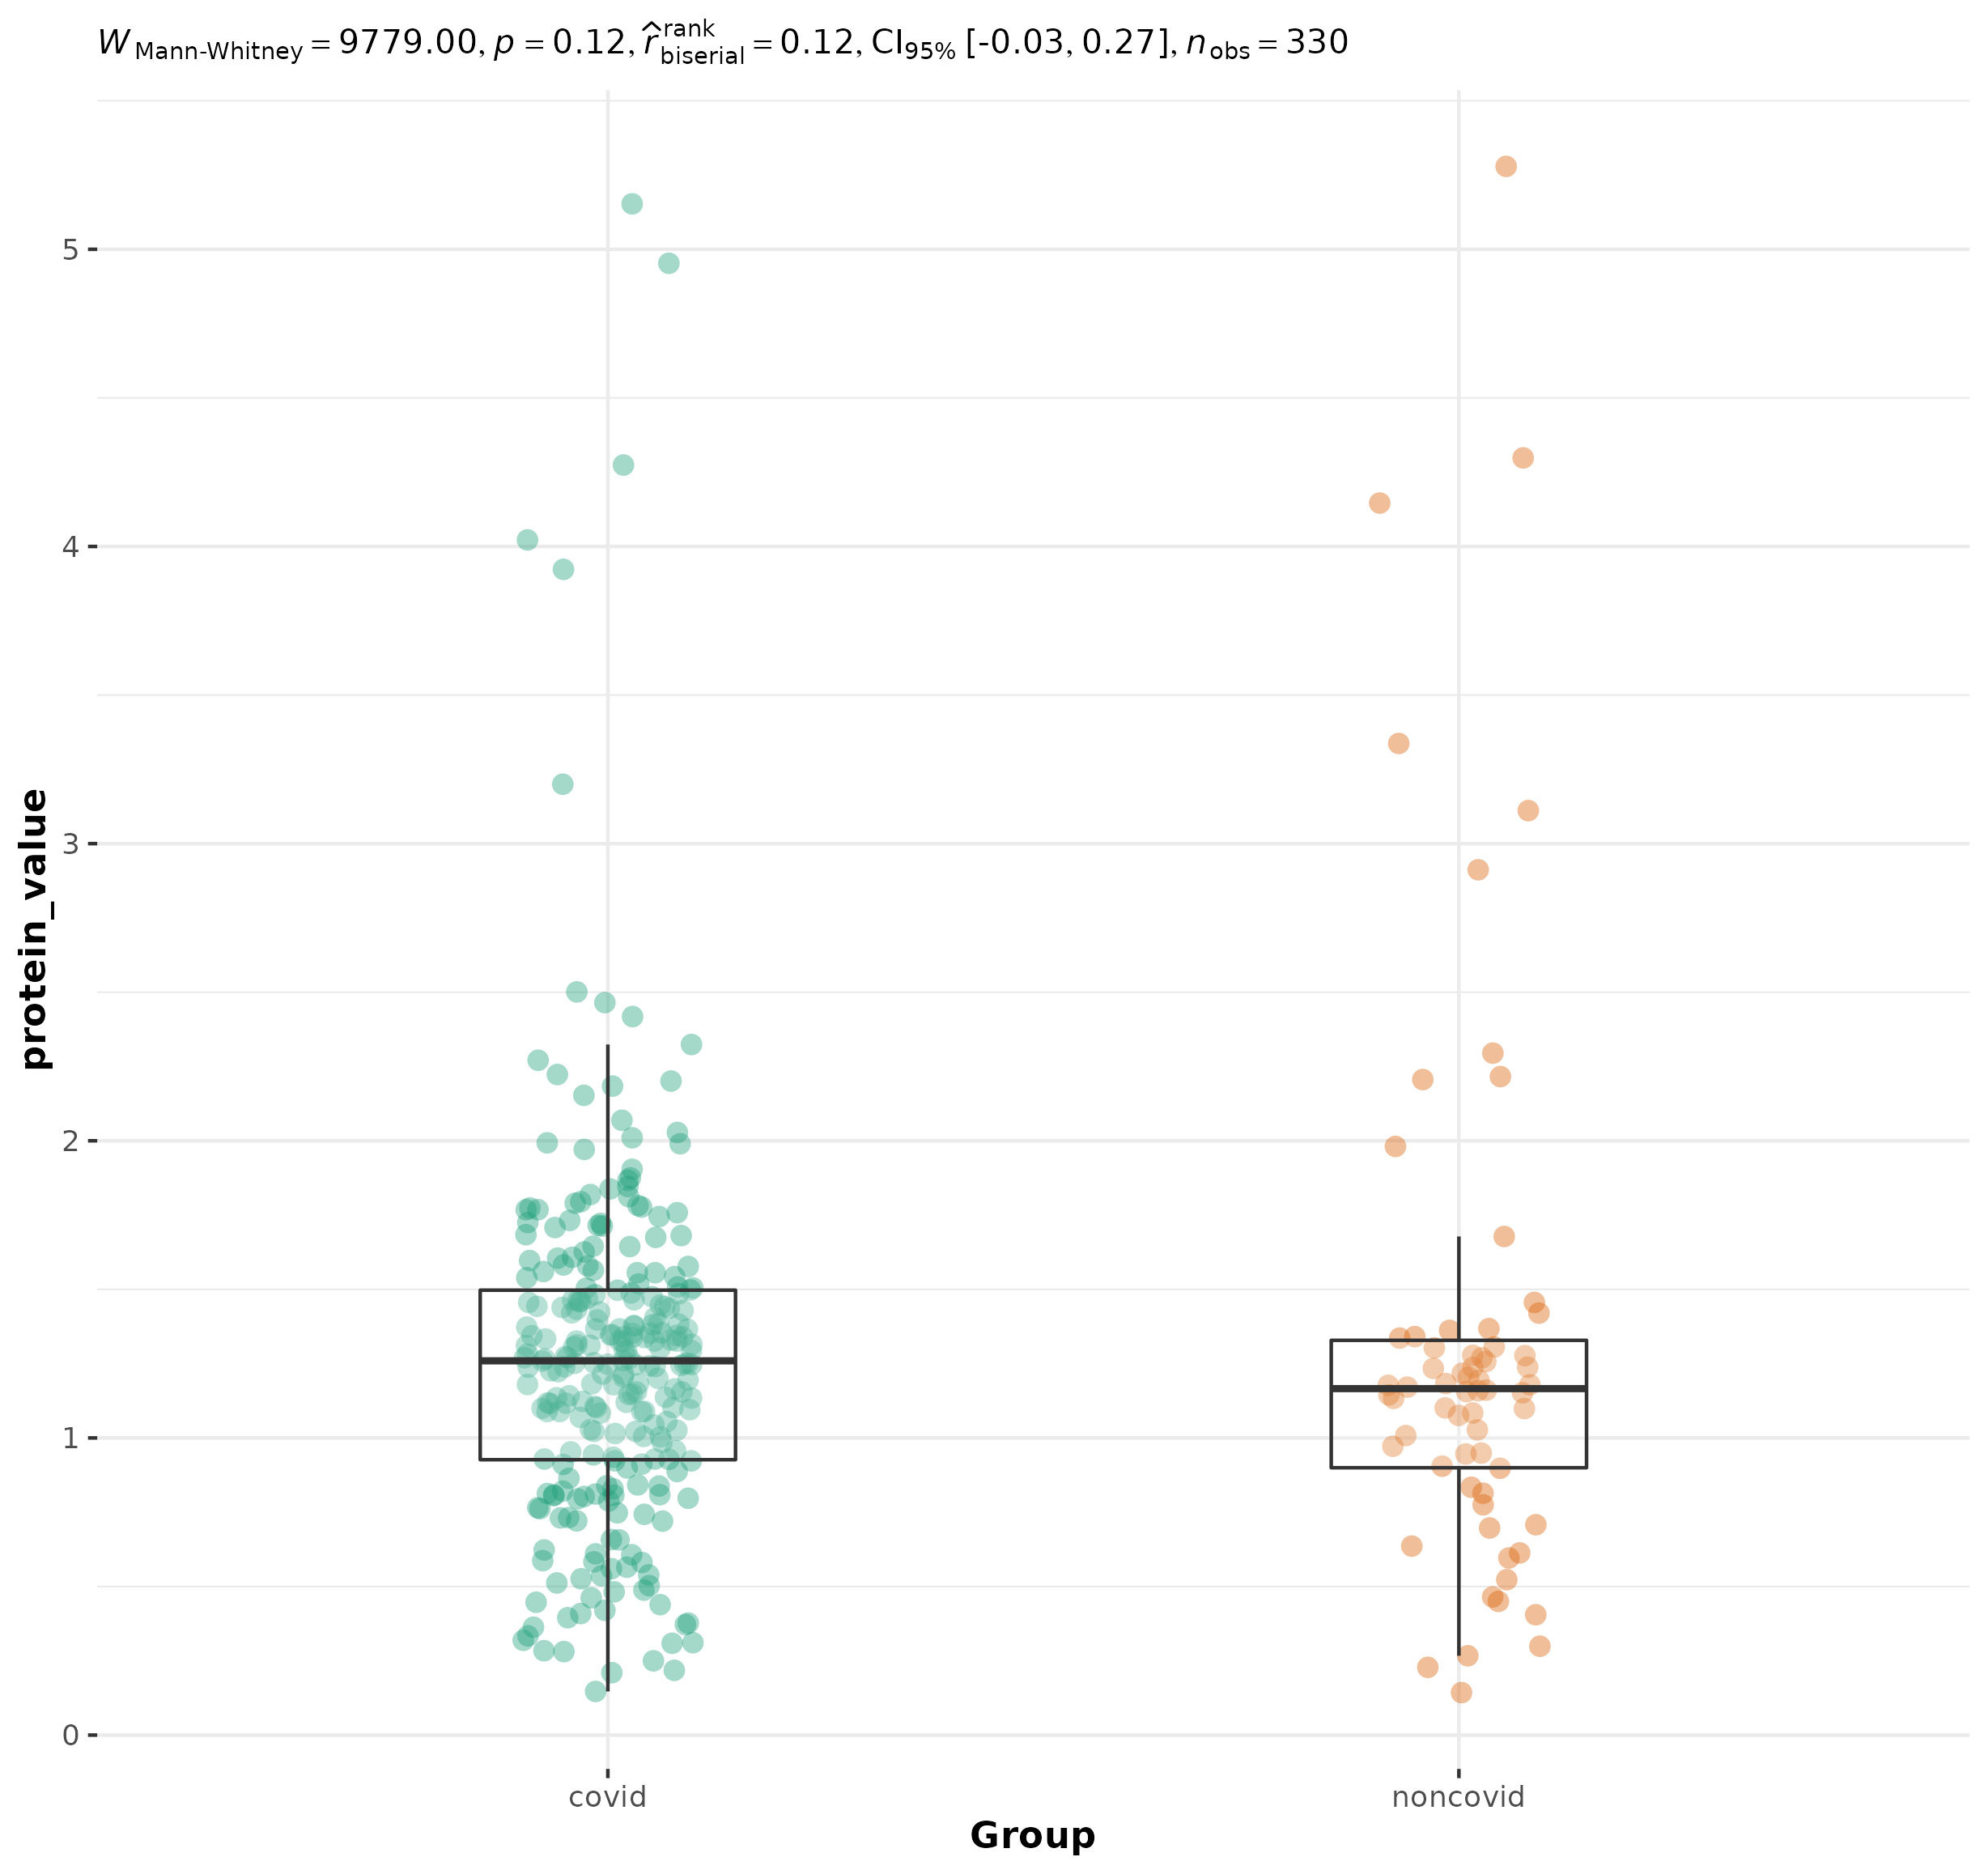 W Mann-Whitney = 9779.00, p = 0.12, r̂ rank biserial = 0.12, CI95% [-0.03, 0.27], n obs = 330
protein_value
5
4
3
2
1
0
covid noncovid
Group